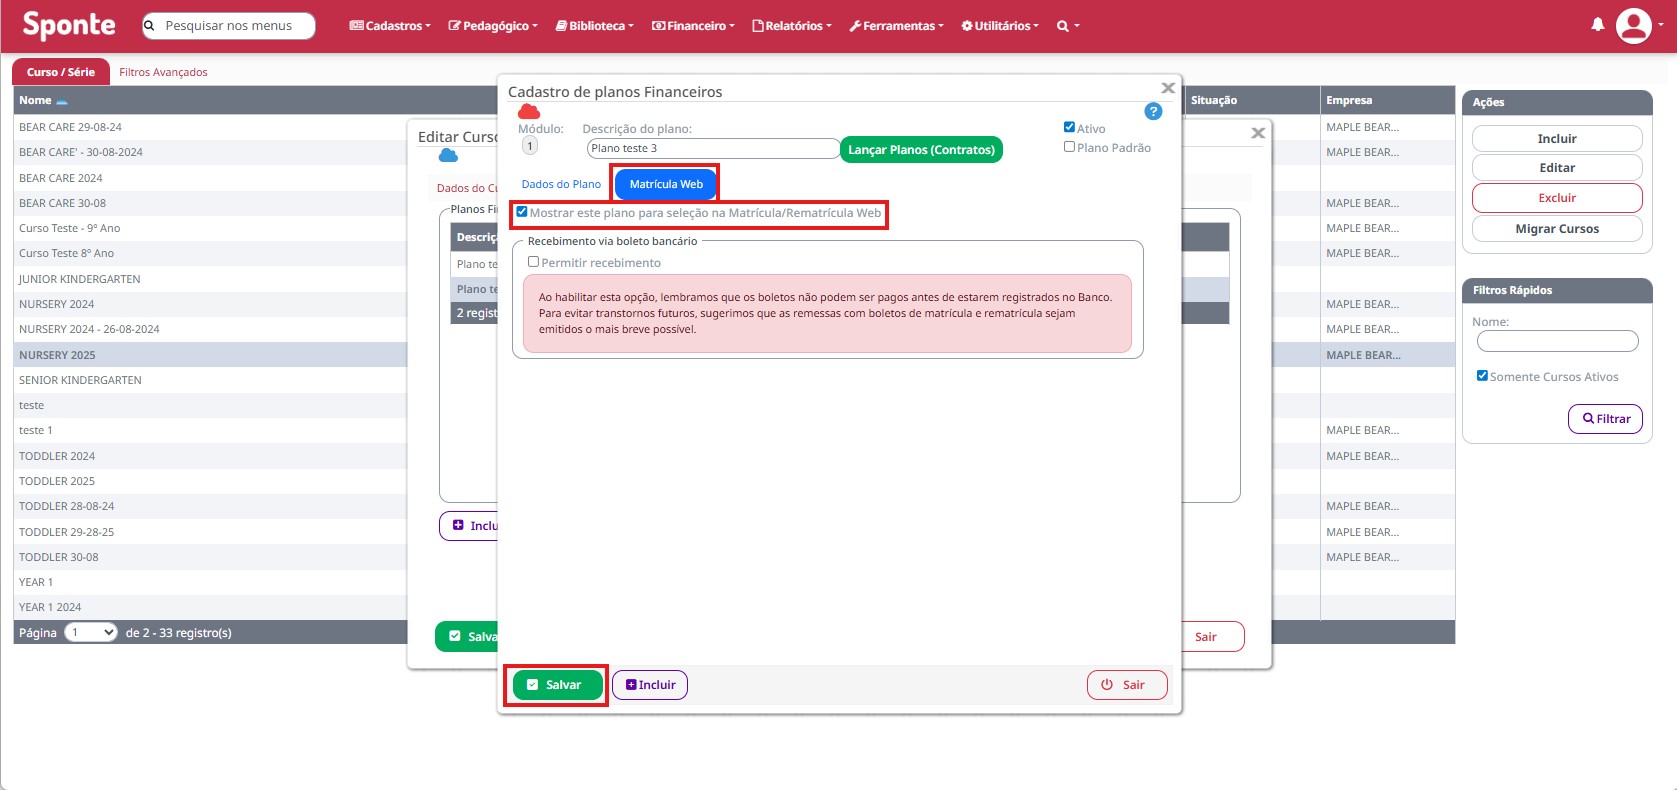 Sponte
Pesquisar nos menus
Cadastros
Pedagógico
Biblioteca
Financeiro
Relatórios
Ferramentas
Utilitários
Curso / Série
Filtros Avançados
Nome
Situação
Empresa
BEAR CARE 29-08-24
MAPLE BEAR...
BEAR CARE' - 30-08-2024
MAPLE BEAR...
BEAR CARE 2024
BEAR CARE 30-08
MAPLE BEAR...
Curso Teste - 9º Ano
MAPLE BEAR...
Curso Teste 8º Ano
MAPLE BEAR...
JUNIOR KINDERGARTEN
NURSERY 2024
MAPLE BEAR...
NURSERY 2024 - 26-08-2024
MAPLE BEAR...
NURSERY 2025
MAPLE BEAR...
SENIOR KINDERGARTEN
teste
teste 1
MAPLE BEAR...
TODDLER 2024
MAPLE BEAR...
TODDLER 2025
TODDLER 28-08-24
MAPLE BEAR...
TODDLER 29-28-25
MAPLE BEAR...
TODDLER 30-08
MAPLE BEAR...
YEAR 1
YEAR 1 2024
Página 1 de 2 - 33 registro(s)
Editar Curso
Dados do Cu
Planos Fi
Descriç
Plano te
Plano te
2 regist
Inclu
Salva
Sair
Cadastro de planos Financeiros
?
Módulo:
1
Descrição do plano:
Plano teste 3
Lançar Planos (Contratos)
Ativo
Plano Padrão
Dados do Plano
Matrícula Web
Mostrar este plano para seleção na Matrícula/Rematrícula Web
Recebimento via boleto bancário
Permitir recebimento
Ao habilitar esta opção, lembramos que os boletos não podem ser pagos antes de estarem registrados no Banco.
Para evitar transtornos futuros, sugerimos que as remessas com boletos de matrícula e rematrícula sejam
emitidos o mais breve possível.
Salvar
Incluir
Sair
Ações
Incluir
Editar
Excluir
Migrar Cursos
Filtros Rápidos
Nome:
Somente Cursos Ativos
Filtrar